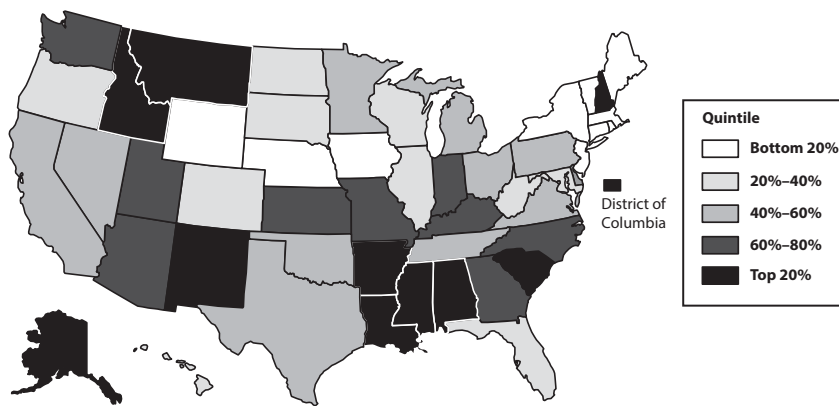 Quintile
Bottom 20%
20%–40%
40%–60%
60%–80%
Top 20%
District of
Columbia